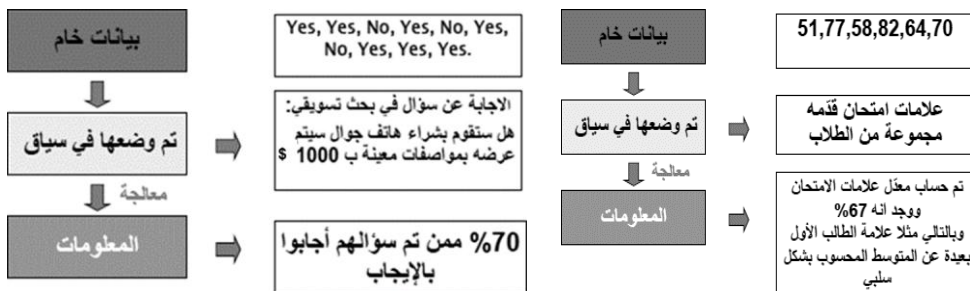 بيانات خام
Yes, Yes, No, Yes, No, Yes,
No, Yes, Yes, Yes.
تم وضعها في سياق
الاجابة عن سؤال في بحث تسويقي:
هل ستقوم بشراء هاتف جوال سيتم
عرضه بمواصفات معينة ب 1000 $
معالجة
المعلومات
70% ممن تم سؤالهم أجابوا
بالإيجاب
بيانات خام
51,77,58,82,64,70
تم وضعها في سياق
علامات امتحان قدّمه
مجموعة من الطلاب
معالجة
المعلومات
تم حساب معدّل علامات الامتحان
ووجد انه 67%
وبالتالي مثلا علامة الطالب الأول
بعيدة عن المتوسط المحسوب بشكل
سلبي